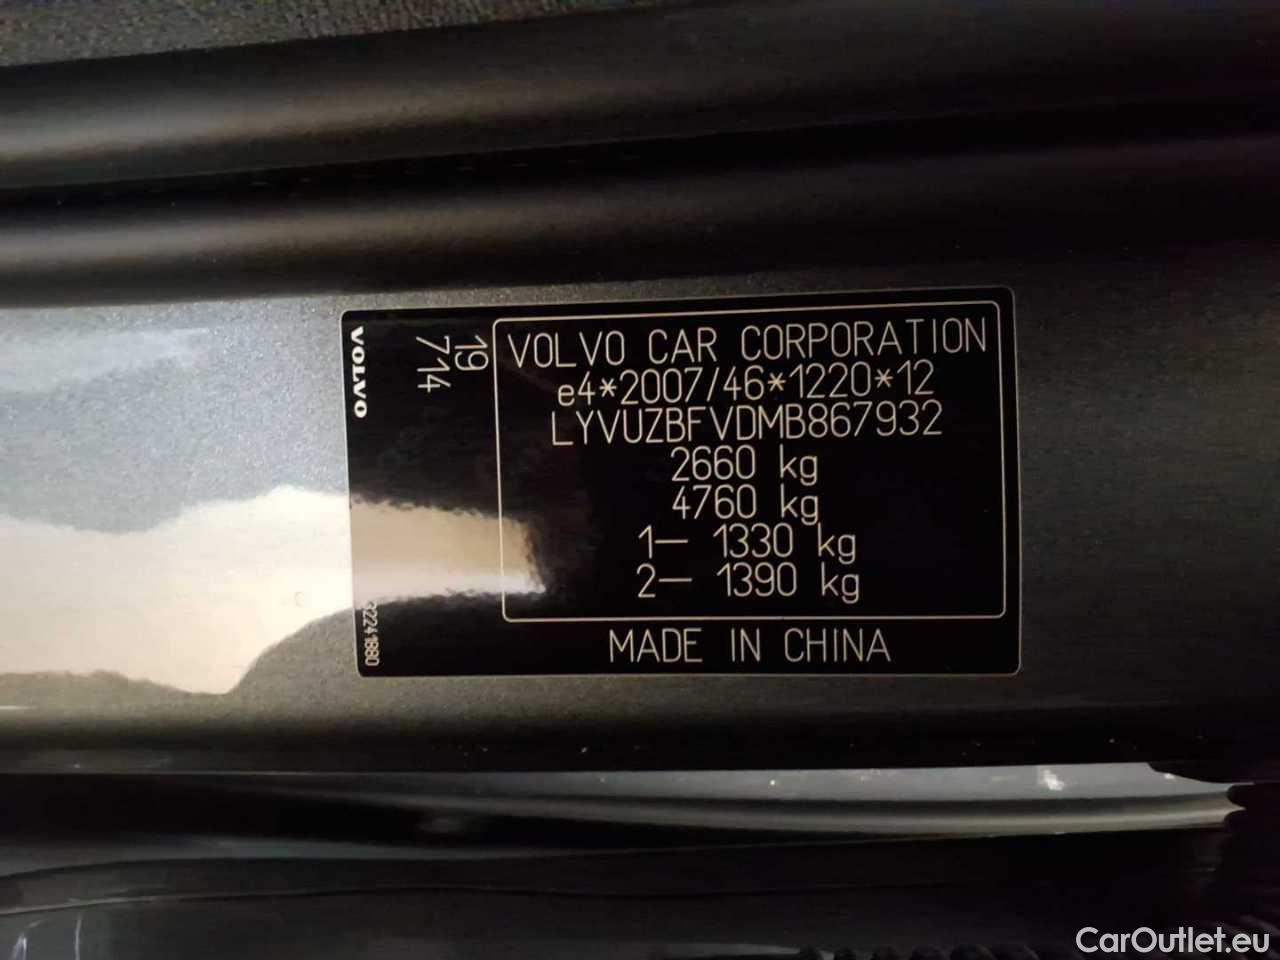 VOLVO
19
714
VOLVO CAR CORPORATION
e4*2007/46*1220*12
LYVUZBFVDMB867932
2660 kg
4760 kg
1— 1330 kg
2— 1390 kg
MADE IN CHINA
32241880
CarOutlet.eu